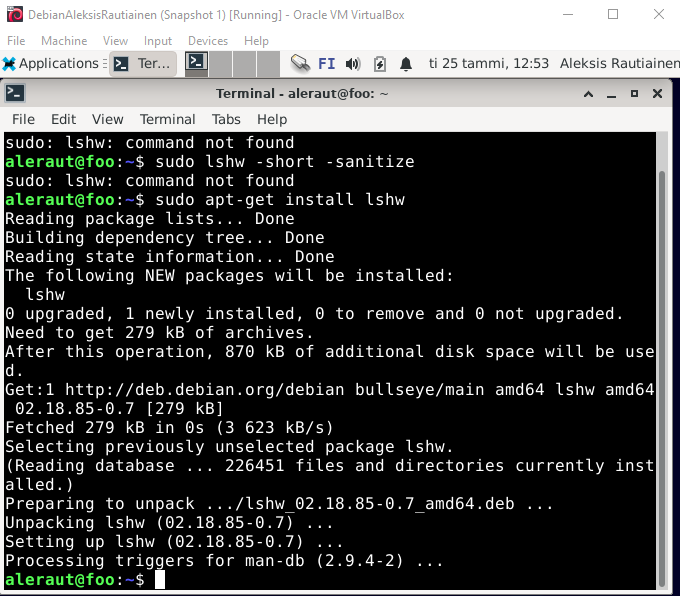 DebianAleksisRautiainen (Snapshot 1) [Running] - Oracle VM VirtualBox
File Machine View Input Devices Help
Applications Ter... FI ti 25 tammi, 12:53 Aleksis Rautiainen
Terminal - aleraut@foo: ~
File Edit View Terminal Tabs Help
sudo: lshw: command not found
aleraut@foo:~$ sudo lshw -short -sanitize
sudo: lshw: command not found
aleraut@foo:~$ sudo apt-get install lshw
Reading package lists... Done
Building dependency tree... Done
Reading state information... Done
The following NEW packages will be installed:
  lshw
0 upgraded, 1 newly installed, 0 to remove and 0 not upgraded.
Need to get 279 kB of archives.
After this operation, 870 kB of additional disk space will be use
d.
Get:1 http://deb.debian.org/debian bullseye/main amd64 lshw amd64
 02.18.85-0.7 [279 kB]
Fetched 279 kB in 0s (3 623 kB/s)
Selecting previously unselected package lshw.
(Reading database ... 226451 files and directories currently inst
alled.)
Preparing to unpack .../lshw_02.18.85-0.7_amd64.deb ...
Unpacking lshw (02.18.85-0.7) ...
Setting up lshw (02.18.85-0.7) ...
Processing triggers for man-db (2.9.4-2) ...
aleraut@foo:~$